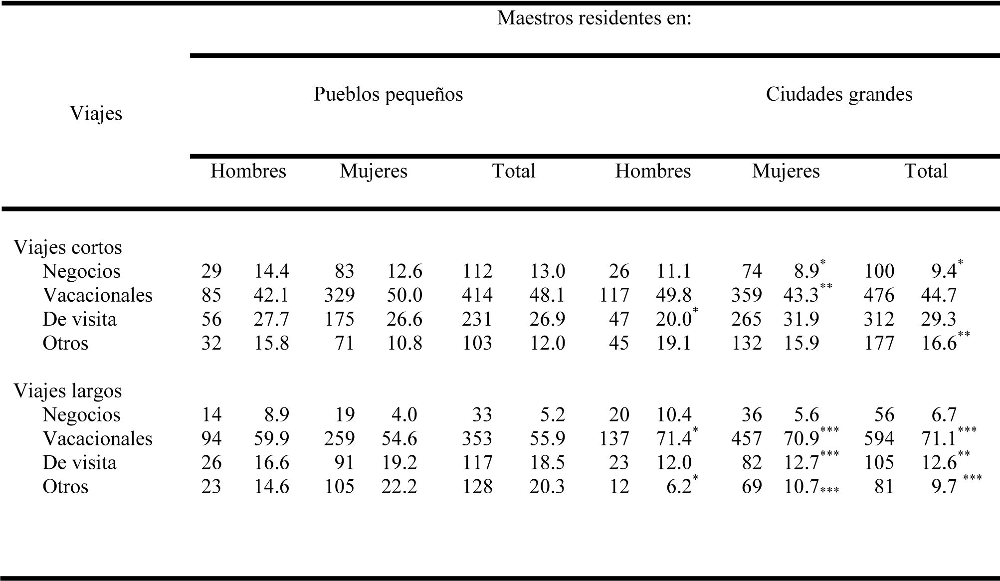 Maestros residentes en:
Pueblos pequeños Ciudades grandes
Viajes
Hombres Mujeres Total Hombres Mujeres Total
Viajes cortos
Negocios 29 14.4 83 12.6 112 13.0 26 11.1 74 8.9* 100 9.4*
Vacacionales 85 42.1 329 50.0 414 48.1 117 49.8 359 43.3** 476 44.7
De visita 56 27.7 175 26.6 231 26.9 47 20.0* 265 31.9 312 29.3
Otros 32 15.8 71 10.8 103 12.0 45 19.1 132 15.9 177 16.6**
Viajes largos
Negocios 14 8.9 19 4.0 33 5.2 20 10.4 36 5.6 56 6.7
Vacacionales 94 59.9 259 54.6 353 55.9 137 71.4* 457 70.9*** 594 71.1***
De visita 26 16.6 91 19.2 117 18.5 23 12.0 82 12.7*** 105 12.6**
Otros 23 14.6 105 22.2 128 20.3 12 6.2* 69 10.7*** 81 9.7 ***